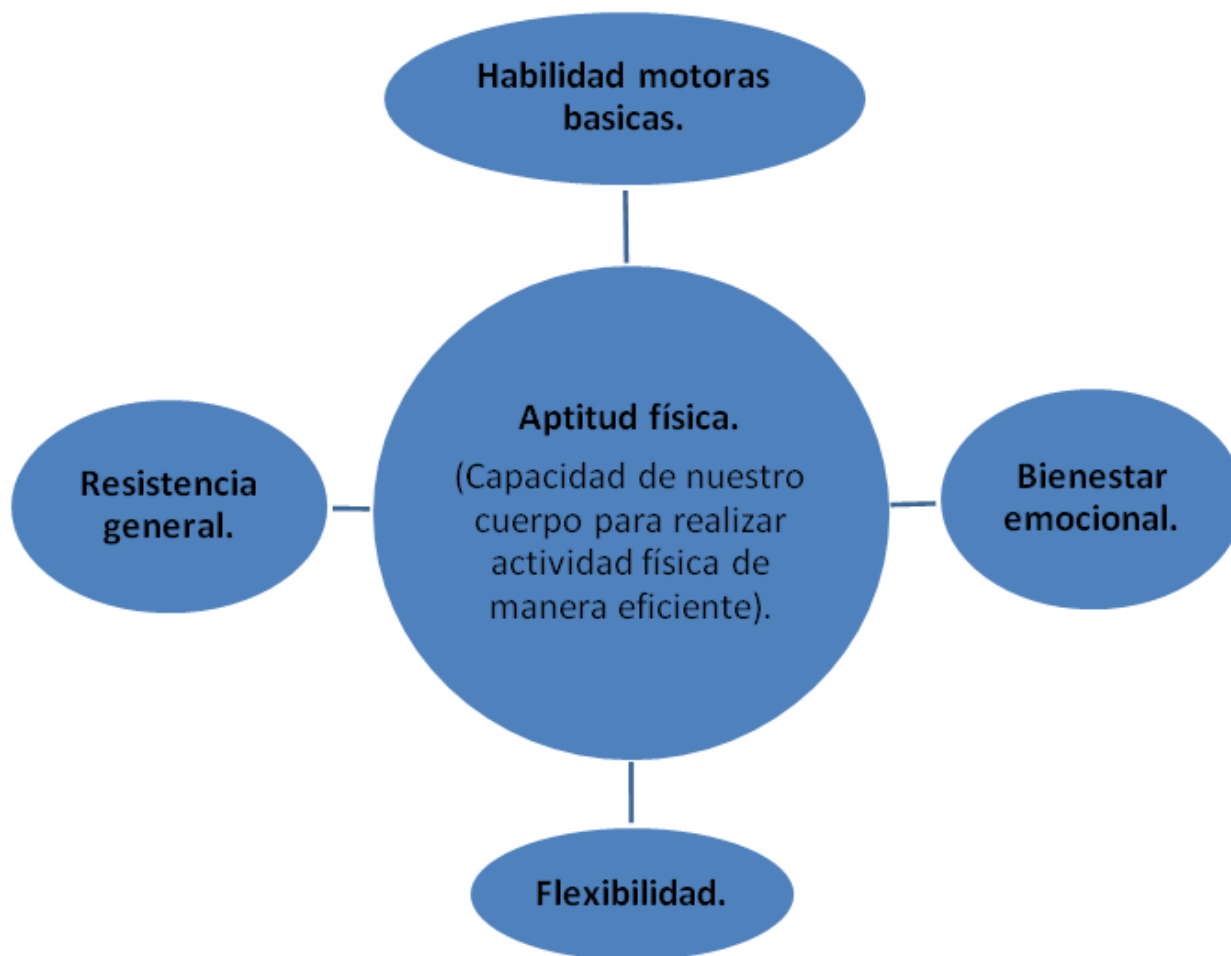 Habilidad motoras
basicas.
Aptitud física.
(Capacidad de nuestro
cuerpo para realizar
actividad física de
manera eficiente).
Resistencia
general.
Bienestar
emocional.
Flexibilidad.